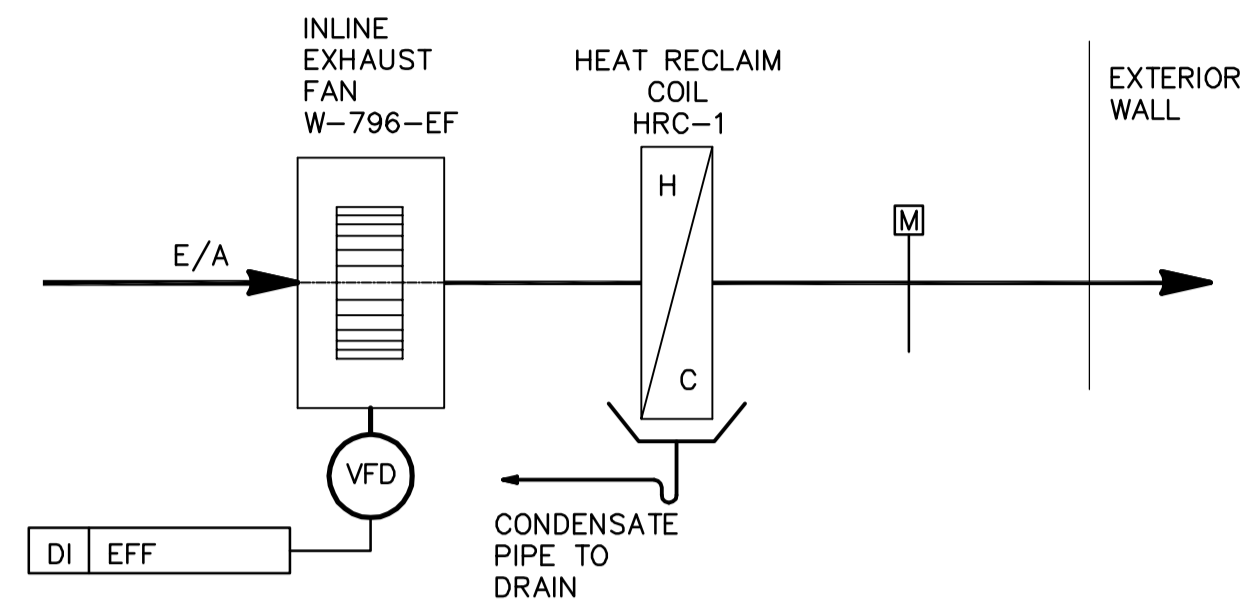 INLINE
EXHAUST
FAN
W-796-EF
HEAT RECLAIM
COIL
HRC-1
EXTERIOR
WALL
H
M
E/A
C
VFD
DI EFF
CONDENSATE
PIPE TO
DRAIN